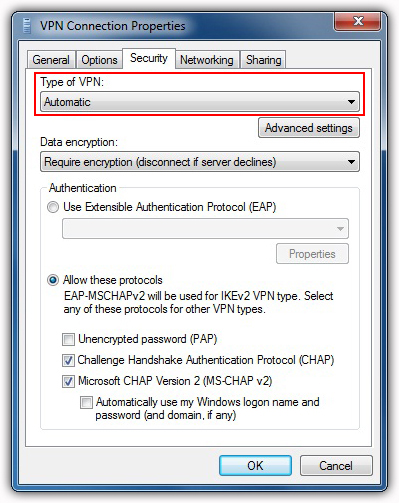 VPN Connection Properties
General Options Security Networking Sharing
Type of VPN:
Automatic
Advanced settings
Data encryption:
Require encryption (disconnect if server declines)
Authentication
Use Extensible Authentication Protocol (EAP)
Properties
Allow these protocols
EAP-MSCHAPv2 will be used for IKEv2 VPN type. Select
any of these protocols for other VPN types.
Unencrypted password (PAP)
Challenge Handshake Authentication Protocol (CHAP)
Microsoft CHAP Version 2 (MS-CHAP v2)
Automatically use my Windows logon name and
password (and domain, if any)
OK Cancel